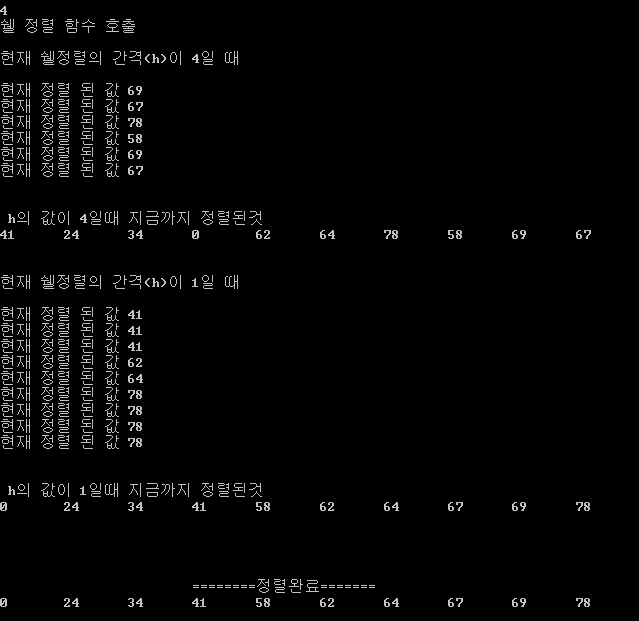 4
쉘 정렬 함수 호출
현재 쉘정렬의 간격(h)이 4일 때
현재 정렬 된 값 69
현재 정렬 된 값 67
현재 정렬 된 값 78
현재 정렬 된 값 58
현재 정렬 된 값 69
현재 정렬 된 값 67
h의 값이 4일때 지금까지 정렬된것
41 24 34 0 62 64 78 58 69 67
현재 쉘정렬의 간격(h)이 1일 때
현재 정렬 된 값 41
현재 정렬 된 값 41
현재 정렬 된 값 41
현재 정렬 된 값 62
현재 정렬 된 값 64
현재 정렬 된 값 78
현재 정렬 된 값 78
현재 정렬 된 값 78
현재 정렬 된 값 78
h의 값이 1일때 지금까지 정렬된것
0 24 34 41 58 62 64 67 69 78
========정렬완료=======
0 24 34 41 58 62 64 67 69 78